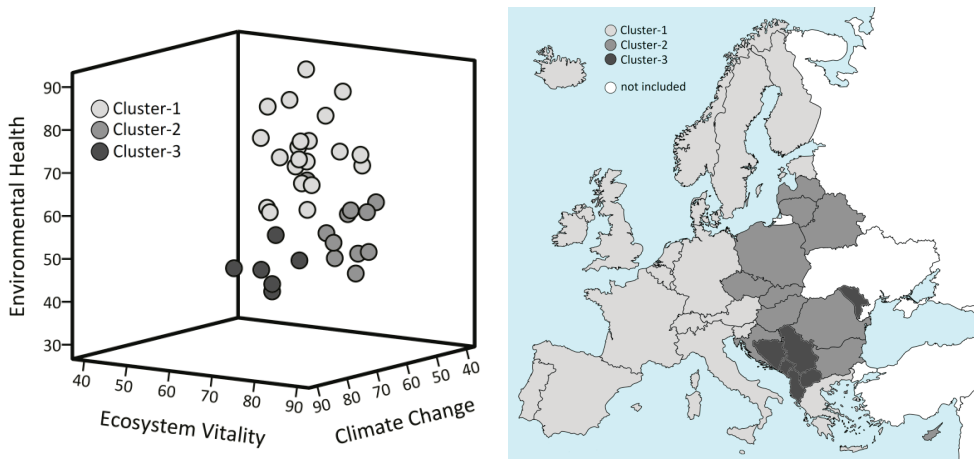 Environmental Health
90
80
70
60
50
40
30
Cluster-1
Cluster-2
Cluster-3
40 50 60 70 80 90
Ecosystem Vitality
90 80 70 60 50 40
Climate Change
Cluster-1
Cluster-2
Cluster-3
not included